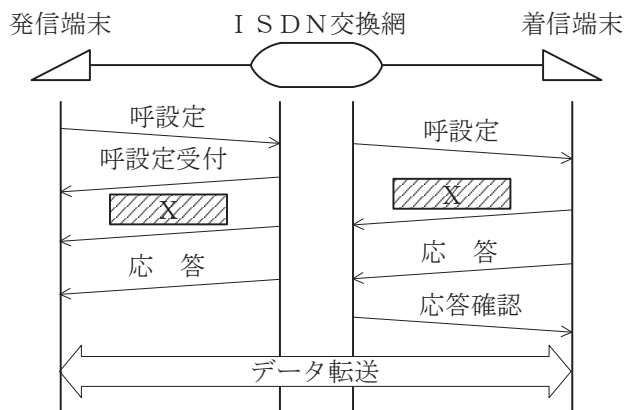 発信端末
ＩＳＤＮ交換網
着信端末
呼設定
呼設定
呼設定受付
X
X
応　答
応　答
応答確認
データ転送